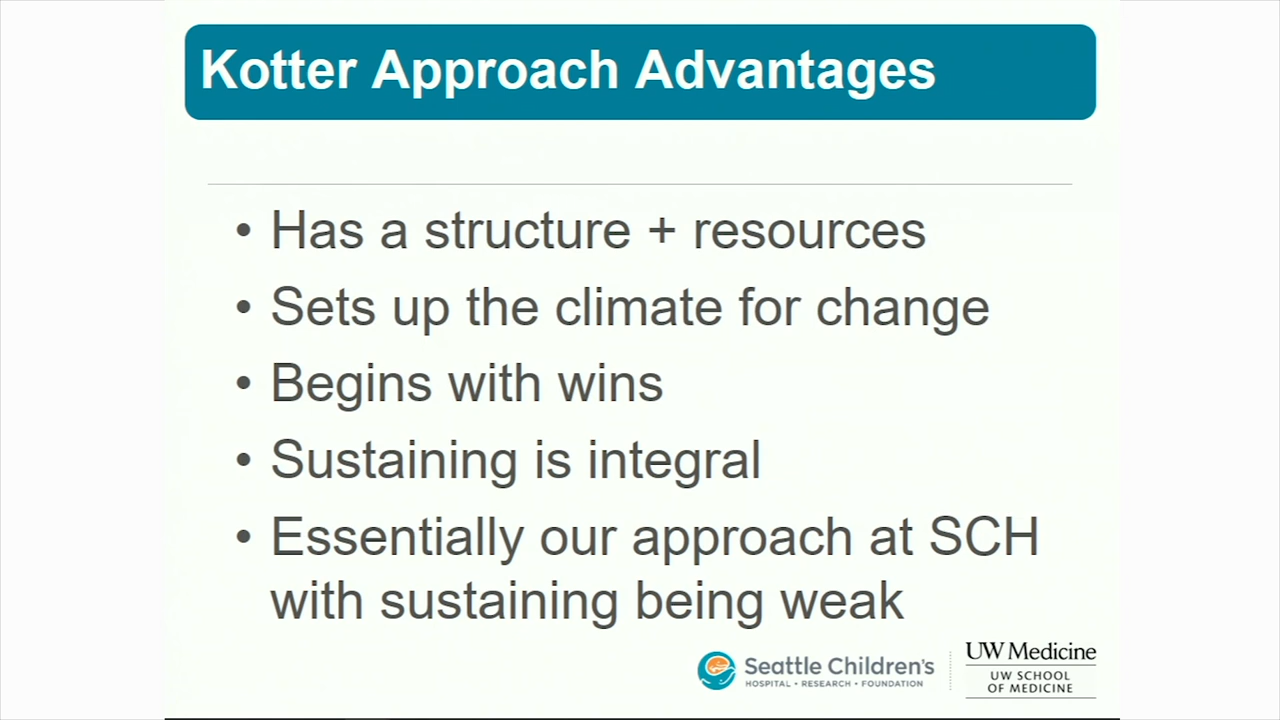 Kotter Approach Advantages
• Has a structure + resources
• Sets up the climate for change
• Begins with wins
• Sustaining is integral
• Essentially our approach at SCH
with sustaining being weak
Seattle Children's
HOSPITAL • RESEARCH • FOUNDATION
UW Medicine
UW SCHOOL
OF MEDICINE